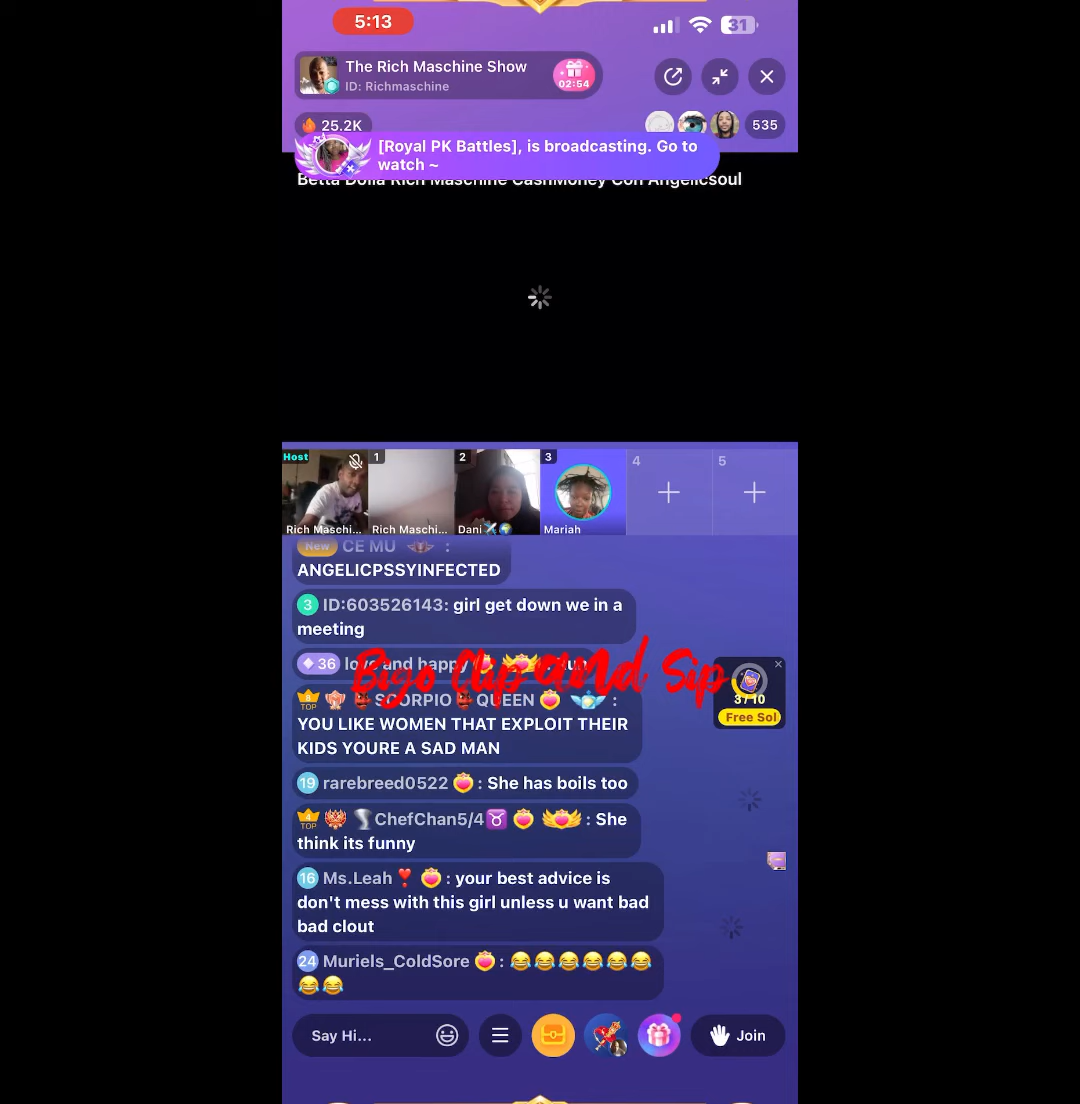 5:13
31
The Rich Maschine Show
ID: Richmaschine
02:54
25.2K
535
[Royal PK Battles], is broadcasting. Go to
watch ~
Betta Dolla Rich Maschine CashMoney Con Angelicsoul
Host
1
2
3
4
5
Rich Maschi...
Rich Maschi...
Dani
Mariah
New CE MU :
ANGELICPSSYINFECTED
3 ID:603526143: girl get down we in a
meeting
36 love and happy : Run
Bigo Clip and Sip
TOP SCORPIO QUEEN :
YOU LIKE WOMEN THAT EXPLOIT THEIR
KIDS YOURE A SAD MAN
3/10
Free Sol
19 rarebreed0522 : She has boils too
TOP ChefChan5/4 : She
think its funny
16 Ms.Leah : your best advice is
don't mess with this girl unless u want bad
bad clout
24 Muriels_ColdSore : 😂😂😂😂😂😂
😂😂
Say Hi...
Join